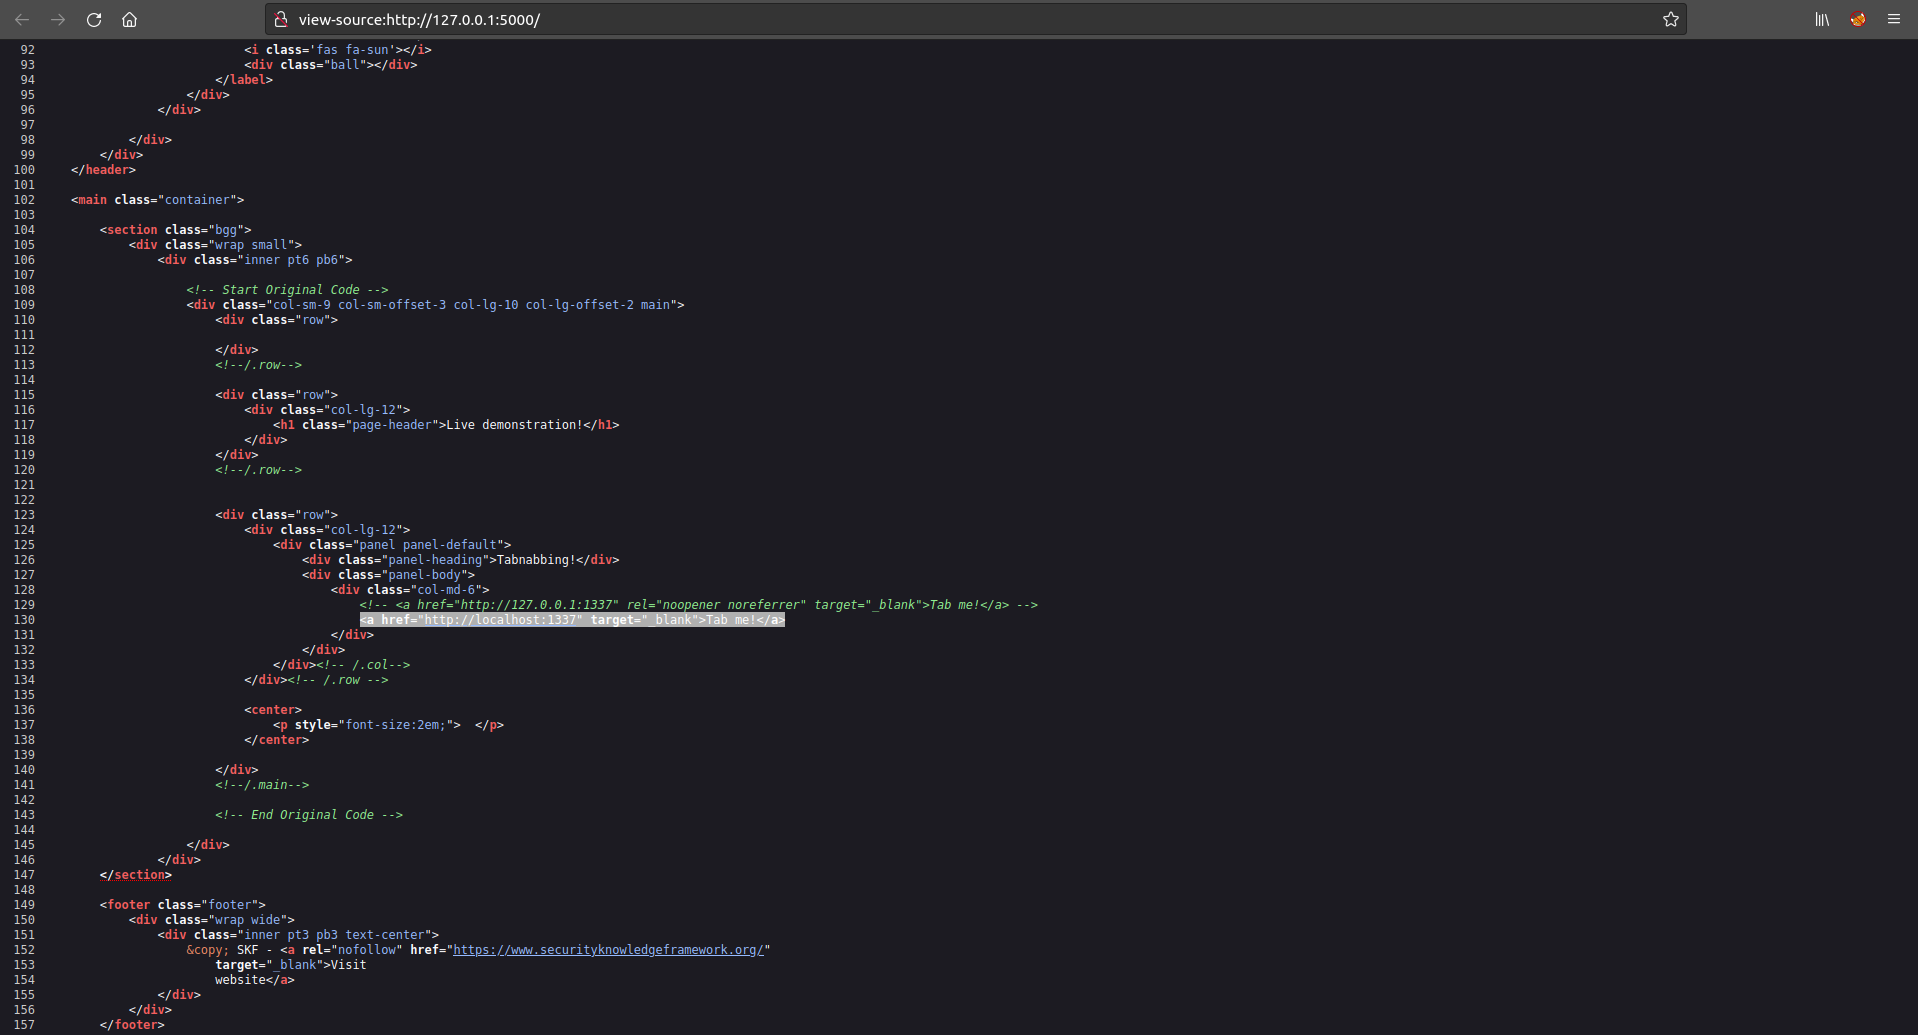 view-source:http://127.0.0.1:5000/
92 <i class='fas fa-sun'></i>
93 <div class="ball"></div>
94 </label>
95 </div>
96 </div>
97
98 </div>
99 </div>
100 </header>
101
102 <main class="container">
103
104 <section class="bgg">
105 <div class="wrap small">
106 <div class="inner pt6 pb6">
107
108 <!-- Start Original Code -->
109 <div class="col-sm-9 col-sm-offset-3 col-lg-10 col-lg-offset-2 main">
110 <div class="row">
111
112 </div>
113 <!--/.row-->
114
115 <div class="row">
116 <div class="col-lg-12">
117 <h1 class="page-header">Live demonstration!</h1>
118 </div>
119 </div>
120 <!--/.row-->
121
122
123 <div class="row">
124 <div class="col-lg-12">
125 <div class="panel panel-default">
126 <div class="panel-heading">Tabnabbing!</div>
127 <div class="panel-body">
128 <div class="col-md-6">
129 <!-- <a href="http://127.0.0.1:1337" rel="noopener noreferrer" target="_blank">Tab me!</a> -->
130 <a href="http://localhost:1337" target="_blank">Tab me!</a>
131 </div>
132 </div>
133 </div><!-- /.col-->
134 </div><!-- /.row -->
135
136 <center>
137 <p style="font-size:2em;">  </p>
138 </center>
139
140 </div>
141 <!--/.main-->
142
143 <!-- End Original Code -->
144
145 </div>
146 </div>
147 </section>
148
149 <footer class="footer">
150 <div class="wrap wide">
151 <div class="inner pt3 pb3 text-center">
152 &copy; SKF - <a rel="nofollow" href="https://www.securityknowledgeframework.org/"
153 target="_blank">Visit
154 website</a>
155 </div>
156 </div>
157 </footer>